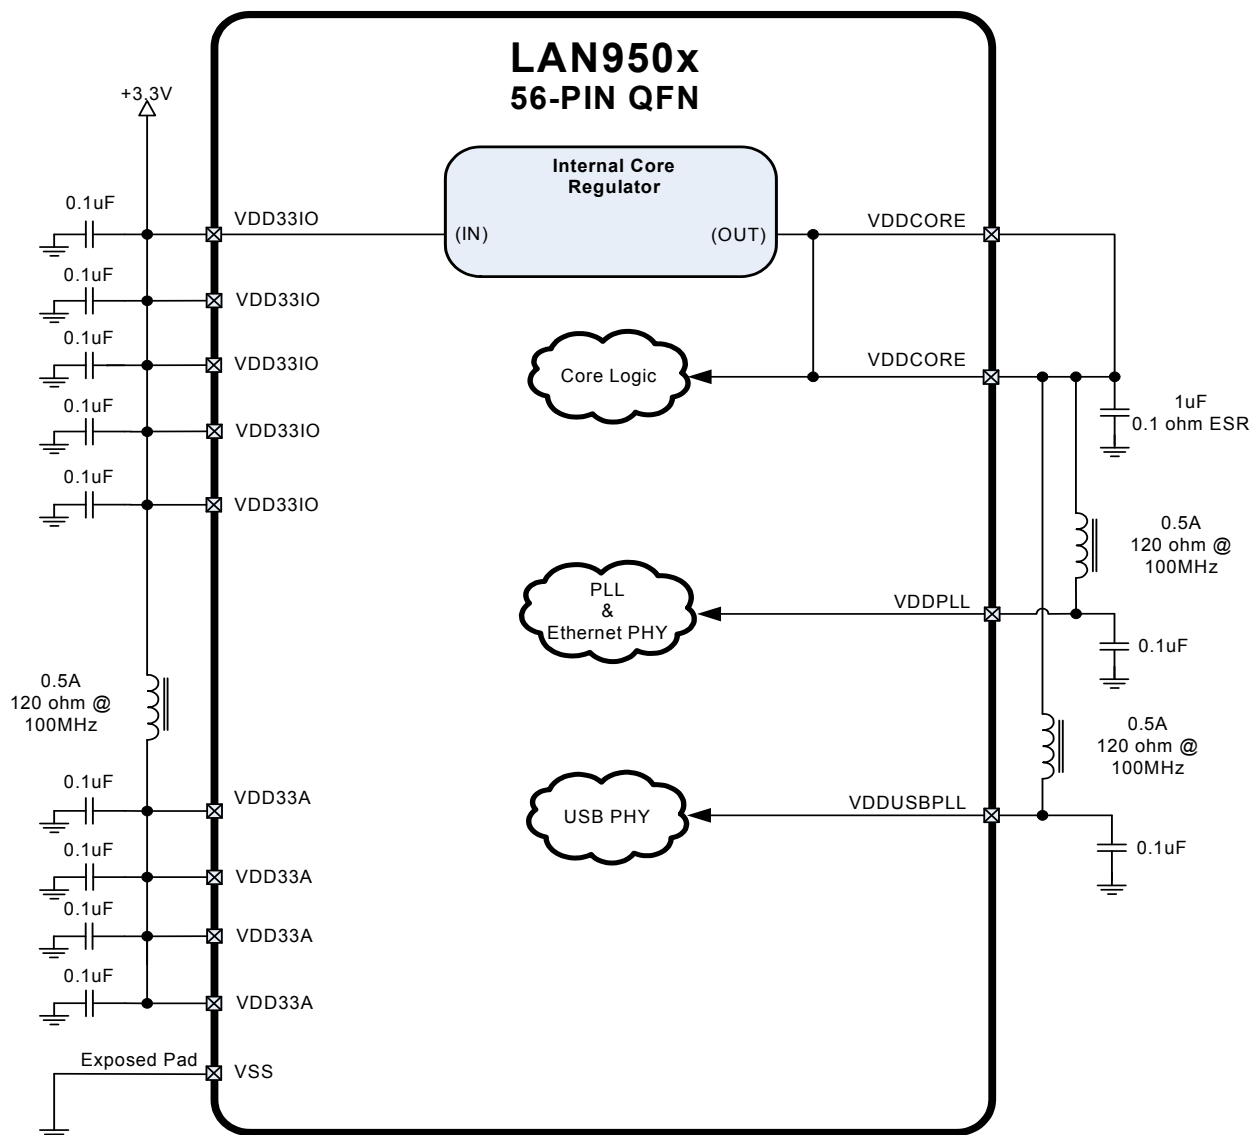 LAN950x
56-PIN QFN
+3.3V
Internal Core
Regulator
(IN)
(OUT)
0.1uF
VDD33IO
VDDCORE
0.1uF
VDD33IO
0.1uF
VDD33IO
Core Logic
VDDCORE
1uF
0.1 ohm ESR
0.1uF
VDD33IO
0.1uF
VDD33IO
0.5A
120 ohm @
100MHz
PLL
&
Ethernet PHY
VDDPLL
0.1uF
0.5A
120 ohm @
100MHz
0.5A
120 ohm @
100MHz
0.1uF
VDD33A
USB PHY
VDDUSBPLL
0.1uF
0.1uF
VDD33A
0.1uF
VDD33A
0.1uF
VDD33A
Exposed Pad
VSS